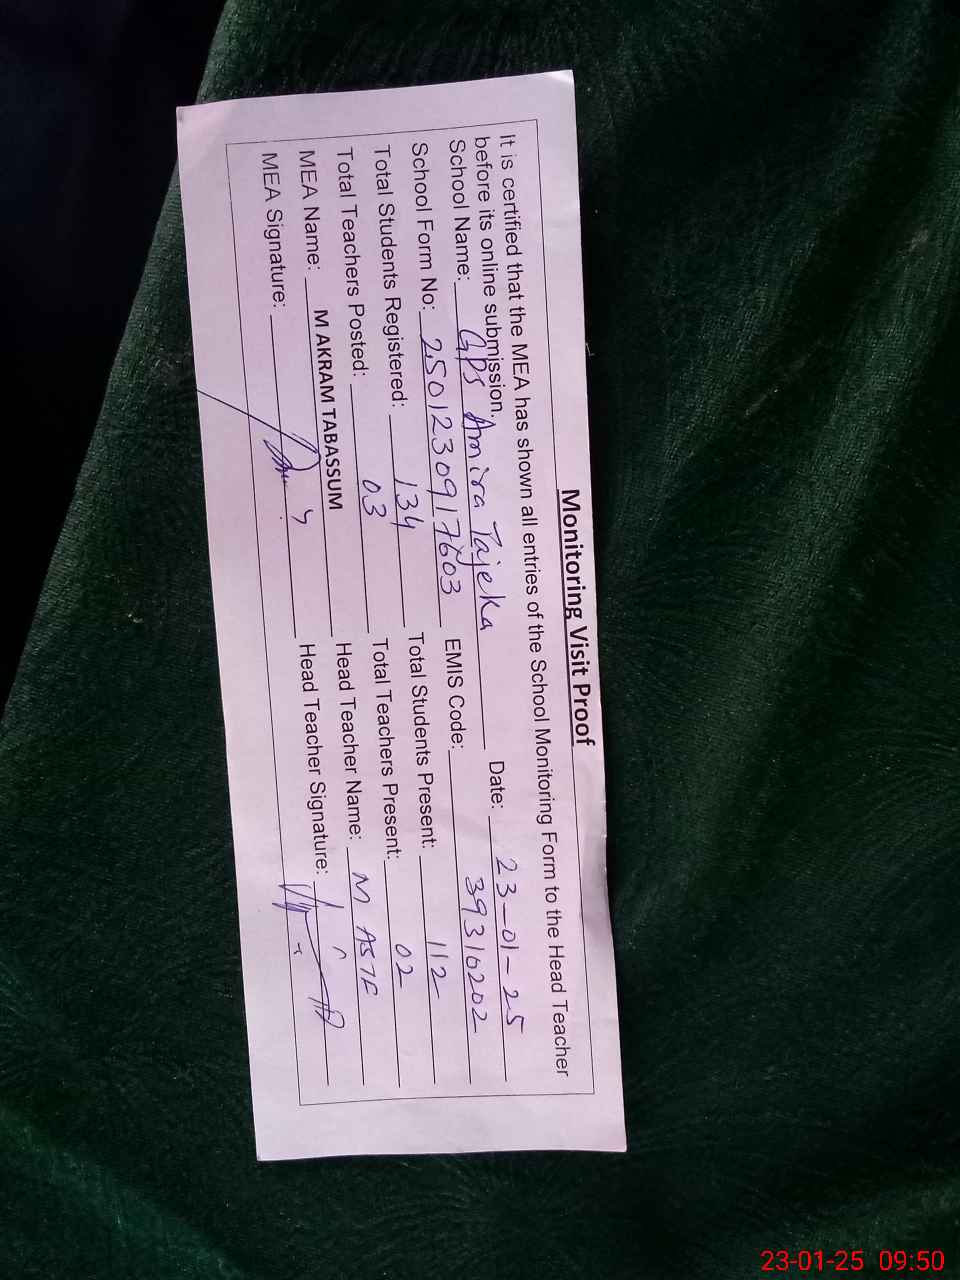 Monitoring Visit Proof
It is certified that the MEA has shown all entries of the School Monitoring Form to the Head Teacher
before its online submission. Date: 23-01-25
School Name: GPS Amira Tajeka
School Form No: 2501230917603 EMIS Code: 39316202
Total Students Registered: 134 Total Students Present: 112
Total Teachers Posted: 03 Total Teachers Present: 02
MEA Name: M AKRAM TABASSUM Head Teacher Name: M ASIF
MEA Signature: Head Teacher Signature:
23-01-25 09:50